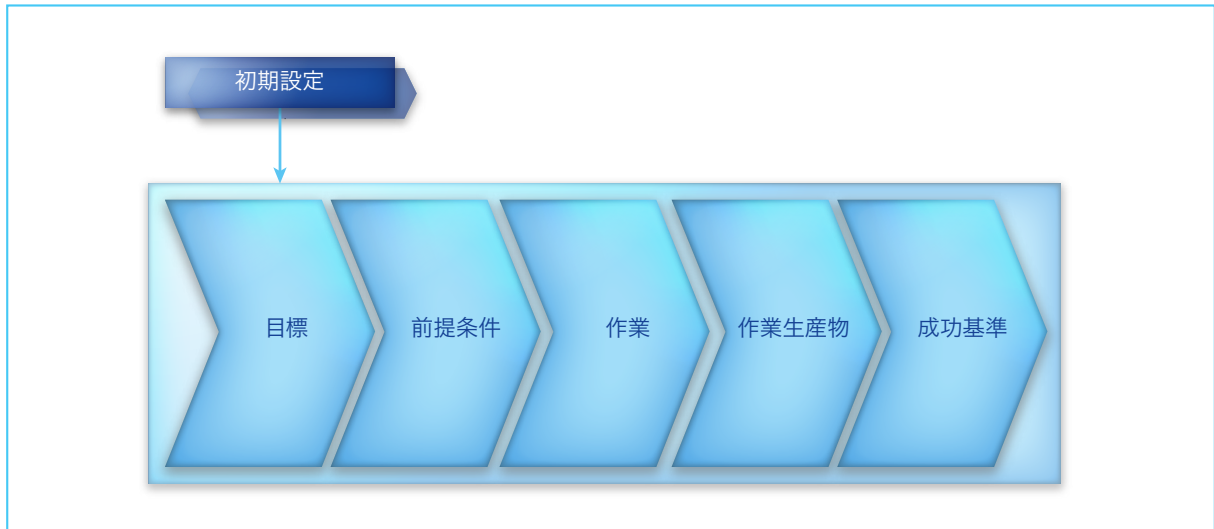 初期設定
目標
前提条件
作業
作業生産物
成功基準